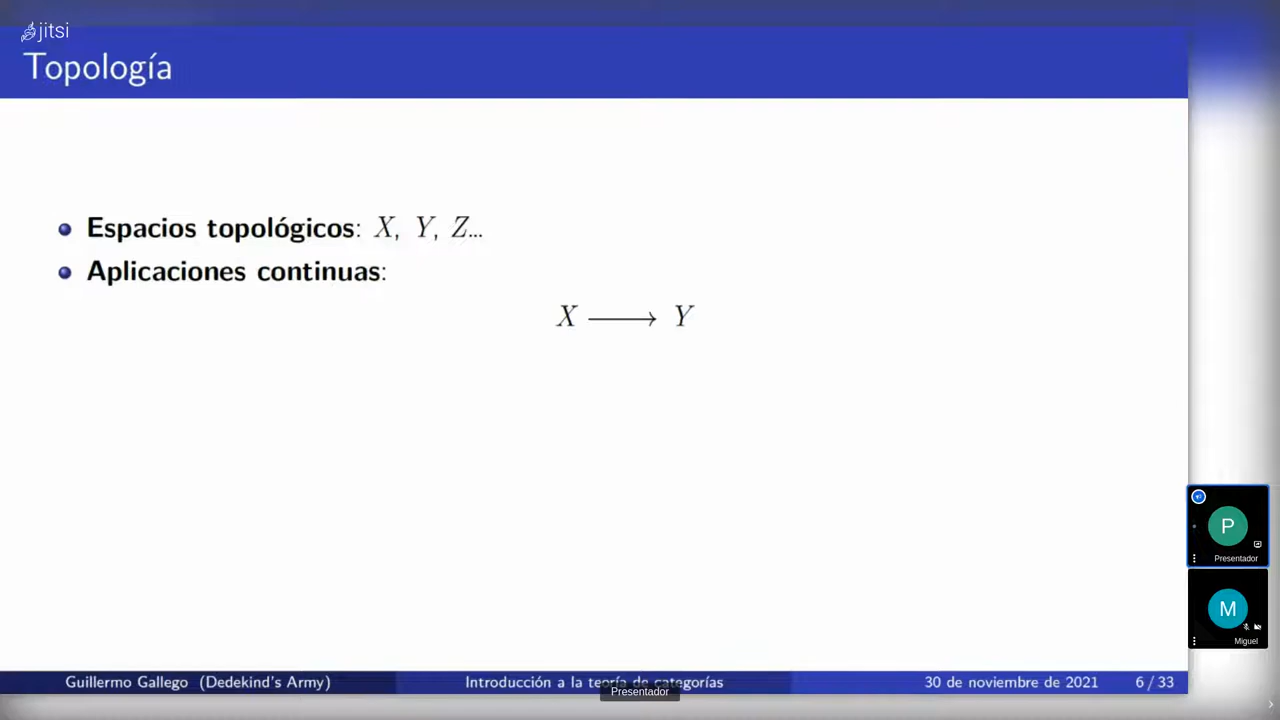 jitsi
Topología
Espacios topológicos: X, Y, Z...
Aplicaciones continuas:
X ⟶ Y
P
Presentador
M
Miguel
Guillermo Gallego (Dedekind's Army) Introducción a la teoría de categorías 30 de noviembre de 2021 6 / 33
Presentador